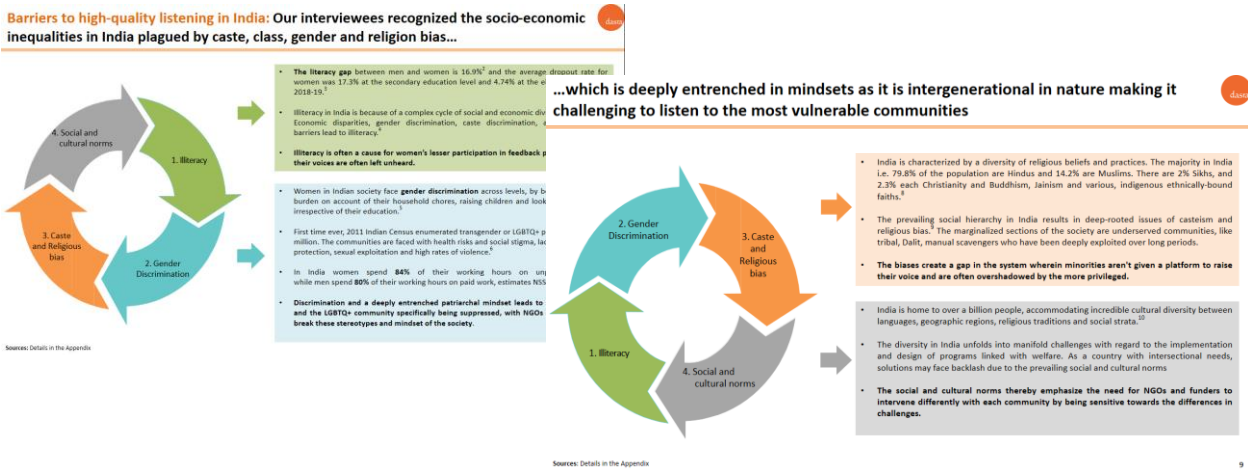 Barriers to high-quality listening in India: Our interviewees recognized the socio-economic
inequalities in India plagued by caste, class, gender and religion bias…
dasra
4. Social and
cultural norms
1. Illiteracy
3. Caste
and Religious
bias
2. Gender
Discrimination
• The literacy gap between men and women is 16.9% and the average dropout rate for
women was 17.3% at the secondary education level and 4.74% at the
2018-19.
• Illiteracy in India is because of a complex cycle of social and economic
Economic disparities, gender discrimination, caste discrimination,
barriers lead to illiteracy.
• Illiteracy is often a cause for women's lesser participation in feedback
their voices are often left unheard.
Women in Indian society face gender discrimination across levels, by
burden on account of their household chores, raising children and
irrespective of their education.
• First time ever, 2011 Indian Census enumerated transgender or LGBTQ+
million. The communities are faced with health risks and social stigma,
protection, sexual exploitation and high rates of violence.
• In India women spend 84% of their working hours on
while men spend 80% of their working hours on paid work, estimates
• Discrimination and a deeply entrenched patriarchal mindset leads to
and the LGBTQ+ community specifically being suppressed, with NGOs
break these stereotypes and mindset of the society.
Sources: Details in the Appendix
…which is deeply entrenched in mindsets as it is intergenerational in nature making it
challenging to listen to the most vulnerable communities
2. Gender
Discrimination
3. Caste
and
Religious
bias
1. Illiteracy
4. Social and
cultural norms
• India is characterized by a diversity of religious beliefs and practices. The majority in India
i.e. 79.8% of the population are Hindus and 14.2% are Muslims. There are 2% Sikhs, and
2.3% each Christianity and Buddhism, Jainism and various, indigenous ethnically-bound
faiths.8
• The prevailing social hierarchy in India results in deep-rooted issues of casteism and
religious bias. The marginalized sections of the society are underserved communities, like
tribal, Dalit, manual scavengers who have been deeply exploited over long periods.
• The biases create a gap in the system wherein minorities aren't given a platform to raise
their voice and are often overshadowed by the more privileged.
• India is home to over a billion people, accommodating incredible cultural diversity between
languages, geographic regions, religious traditions and social strata.10
• The diversity in India unfolds into manifold challenges with regard to the implementation
and design of programs linked with welfare. As a country with intersectional needs,
solutions may face backlash due to the prevailing social and cultural norms
• The social and cultural norms thereby emphasize the need for NGOs and funders to
intervene differently with each community by being sensitive towards the differences in
challenges.
Sources: Details in the Appendix
9